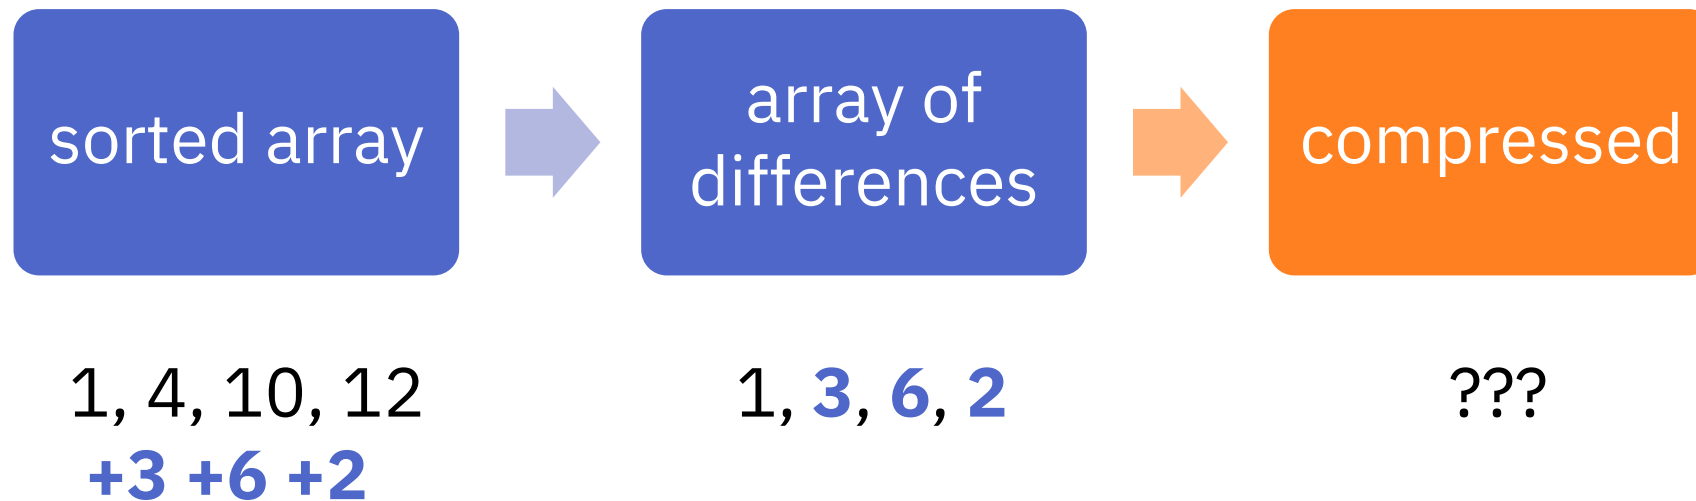 sorted array
array of
differences
compressed
1, 4, 10, 12
+3 +6 +2
1, 3, 6, 2
???